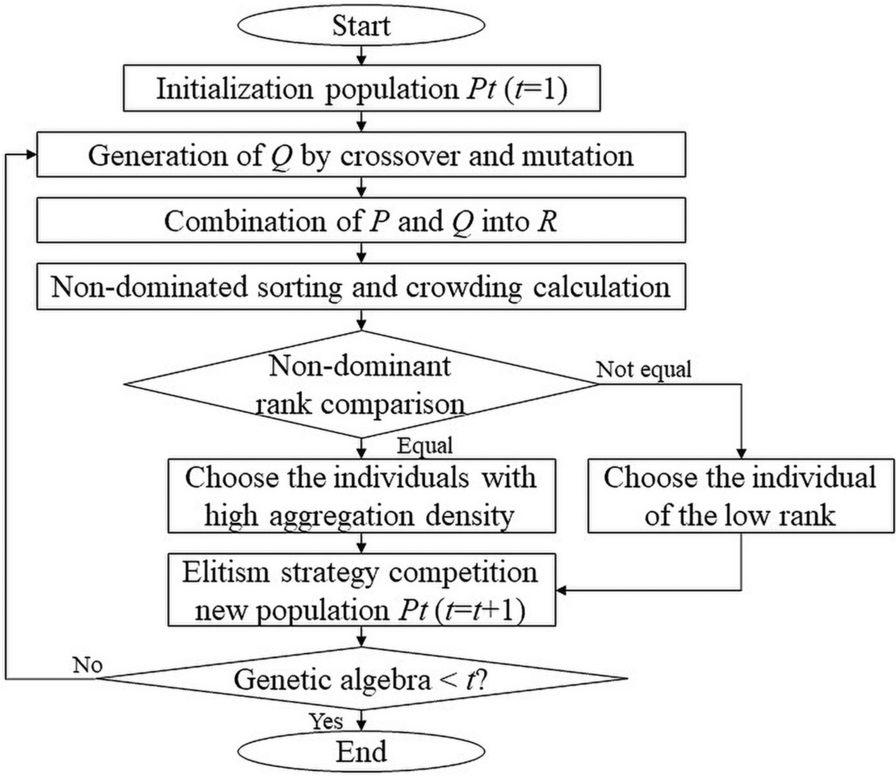 Start
Initialization population Pt (t=1)
Generation of Q by crossover and mutation
Combination of P and Q into R
Non-dominated sorting and crowding calculation
Non-dominant
rank comparison
Not equal
Equal
Choose the individuals with
high aggregation density
Choose the individual
of the low rank
Elitism strategy competition
new population Pt (t=t+1)
No
Genetic algebra < t?
Yes
End